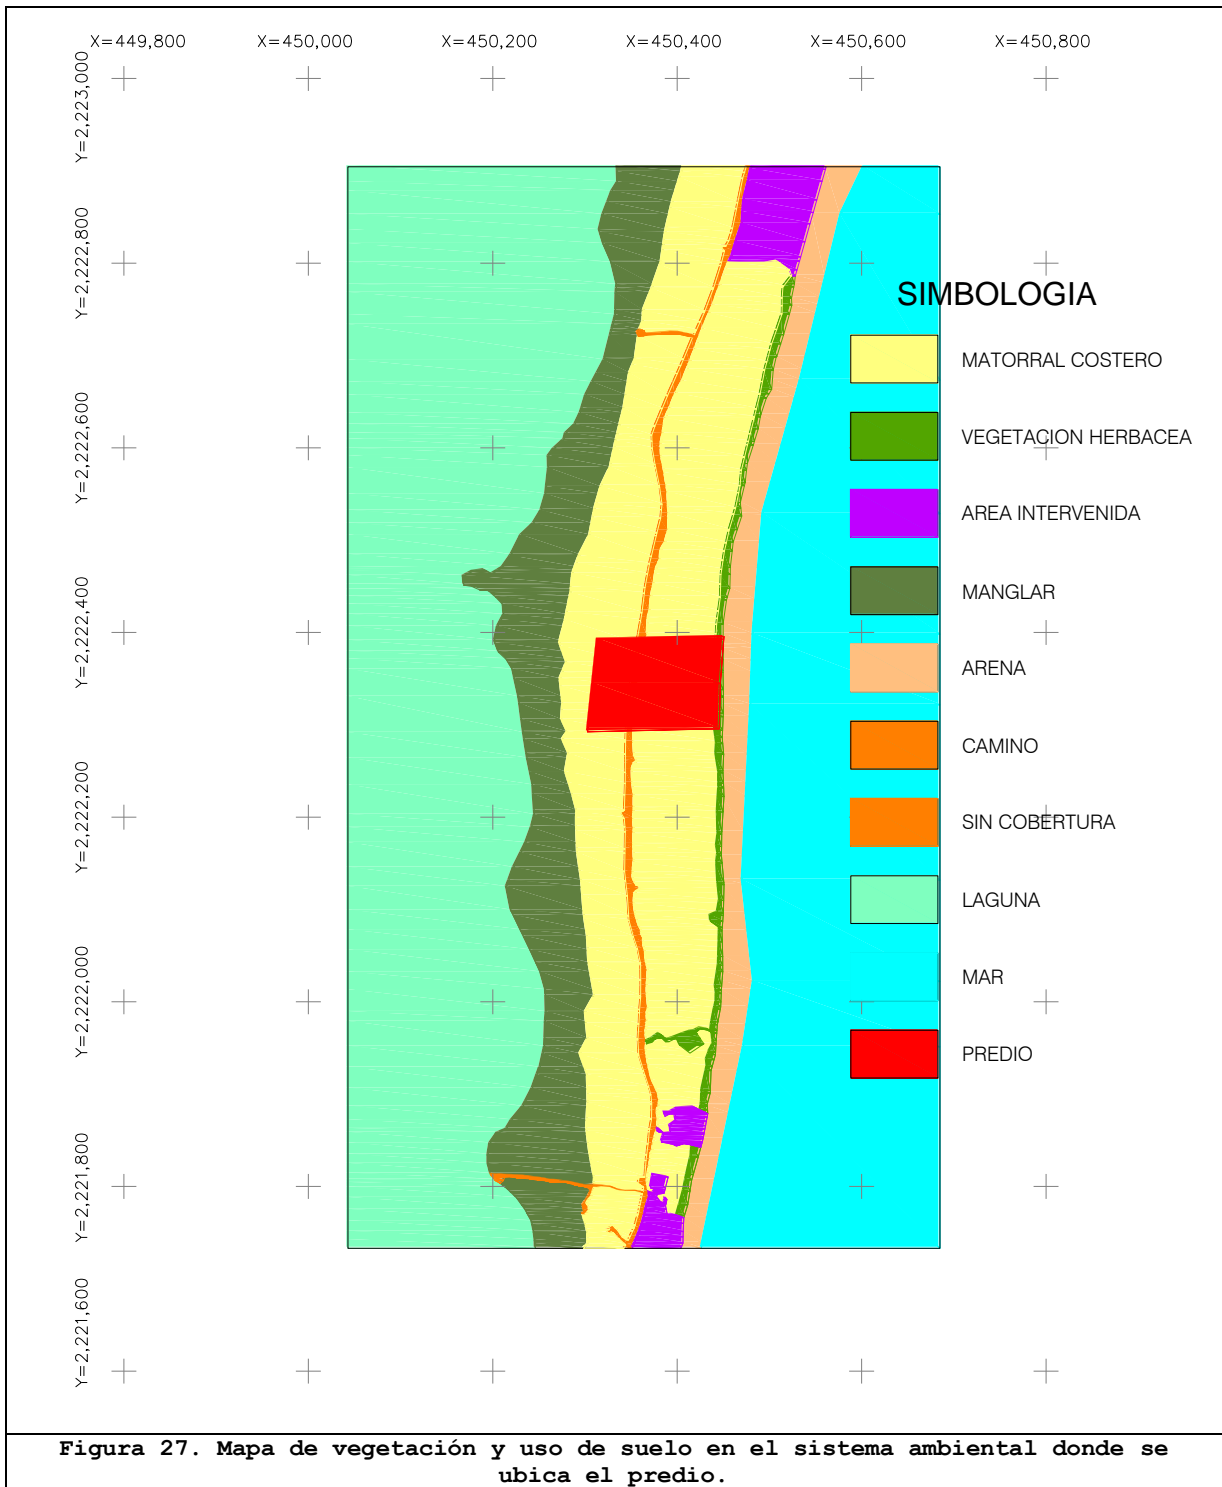 X=449,800
X=450,000
X=450,200
X=450,400
X=450,600
X=450,800
Y=2,223,000
Y=2,222,800
Y=2,222,600
Y=2,222,400
Y=2,222,200
Y=2,222,000
Y=2,221,800
Y=2,221,600
SIMBOLOGIA
MATORRAL COSTERO
VEGETACION HERBACEA
AREA INTERVENIDA
MANGLAR
ARENA
CAMINO
SIN COBERTURA
LAGUNA
MAR
PREDIO
Figura 27. Mapa de vegetación y uso de suelo en el sistema ambiental donde se
ubica el predio.